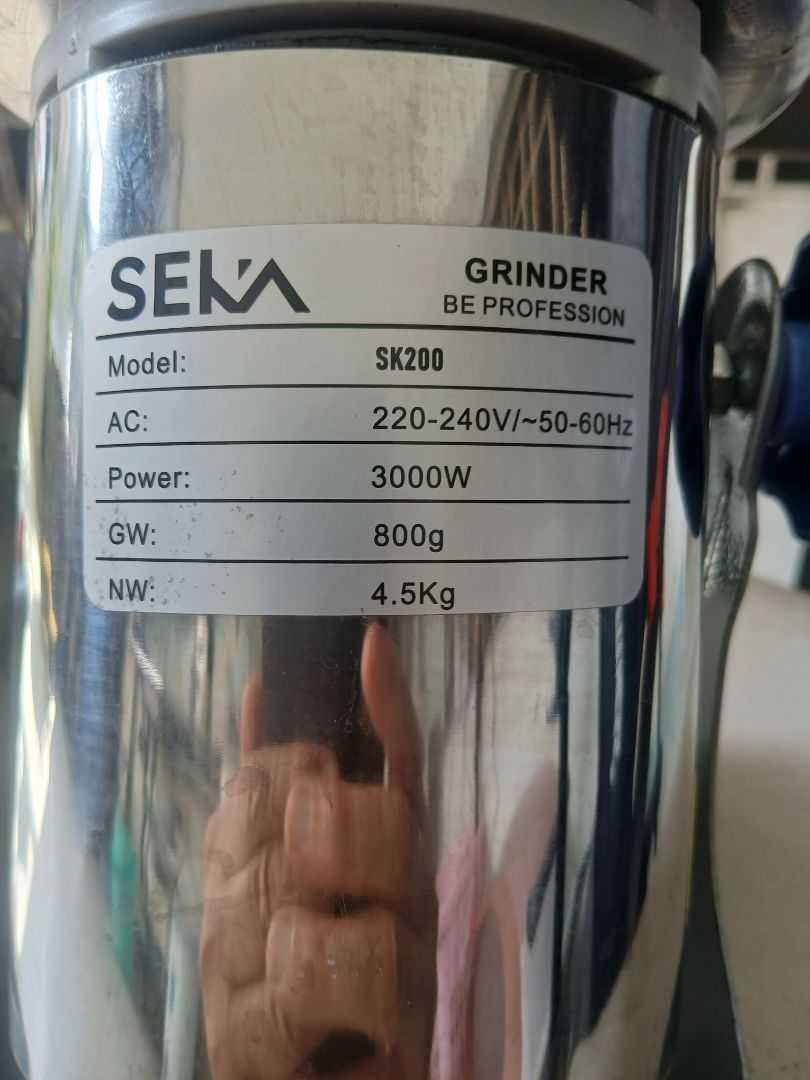 SEKA
GRINDER
BE PROFESSION
Model: SK200
AC: 220-240V/~50-60Hz
Power: 3000W
GW: 800g
NW: 4.5Kg